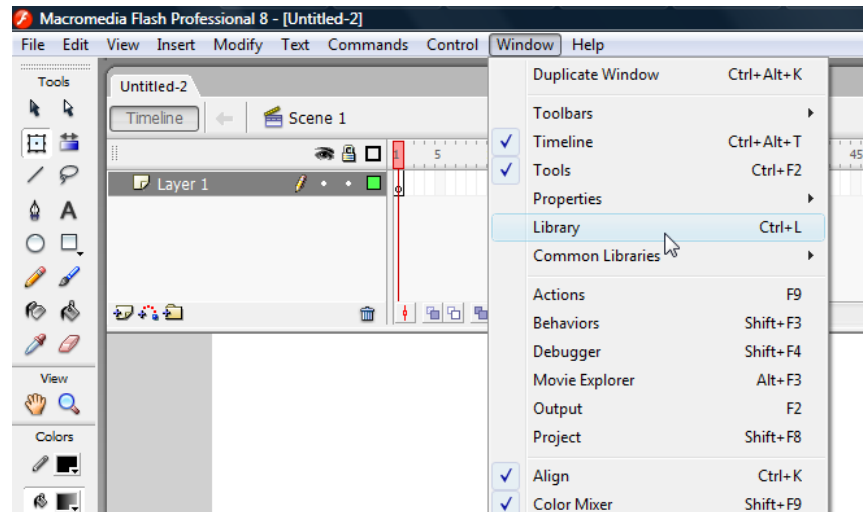 Macromedia Flash Professional 8 - [Untitled-2]
File Edit View Insert Modify Text Commands Control Window Help
Tools
Untitled-2
Timeline Scene 1
1 5 45
Layer 1
View
Colors
Duplicate Window Ctrl+Alt+K
Toolbars
Timeline Ctrl+Alt+T
Tools Ctrl+F2
Properties
Library Ctrl+L
Common Libraries
Actions F9
Behaviors Shift+F3
Debugger Shift+F4
Movie Explorer Alt+F3
Output F2
Project Shift+F8
Align Ctrl+K
Color Mixer Shift+F9